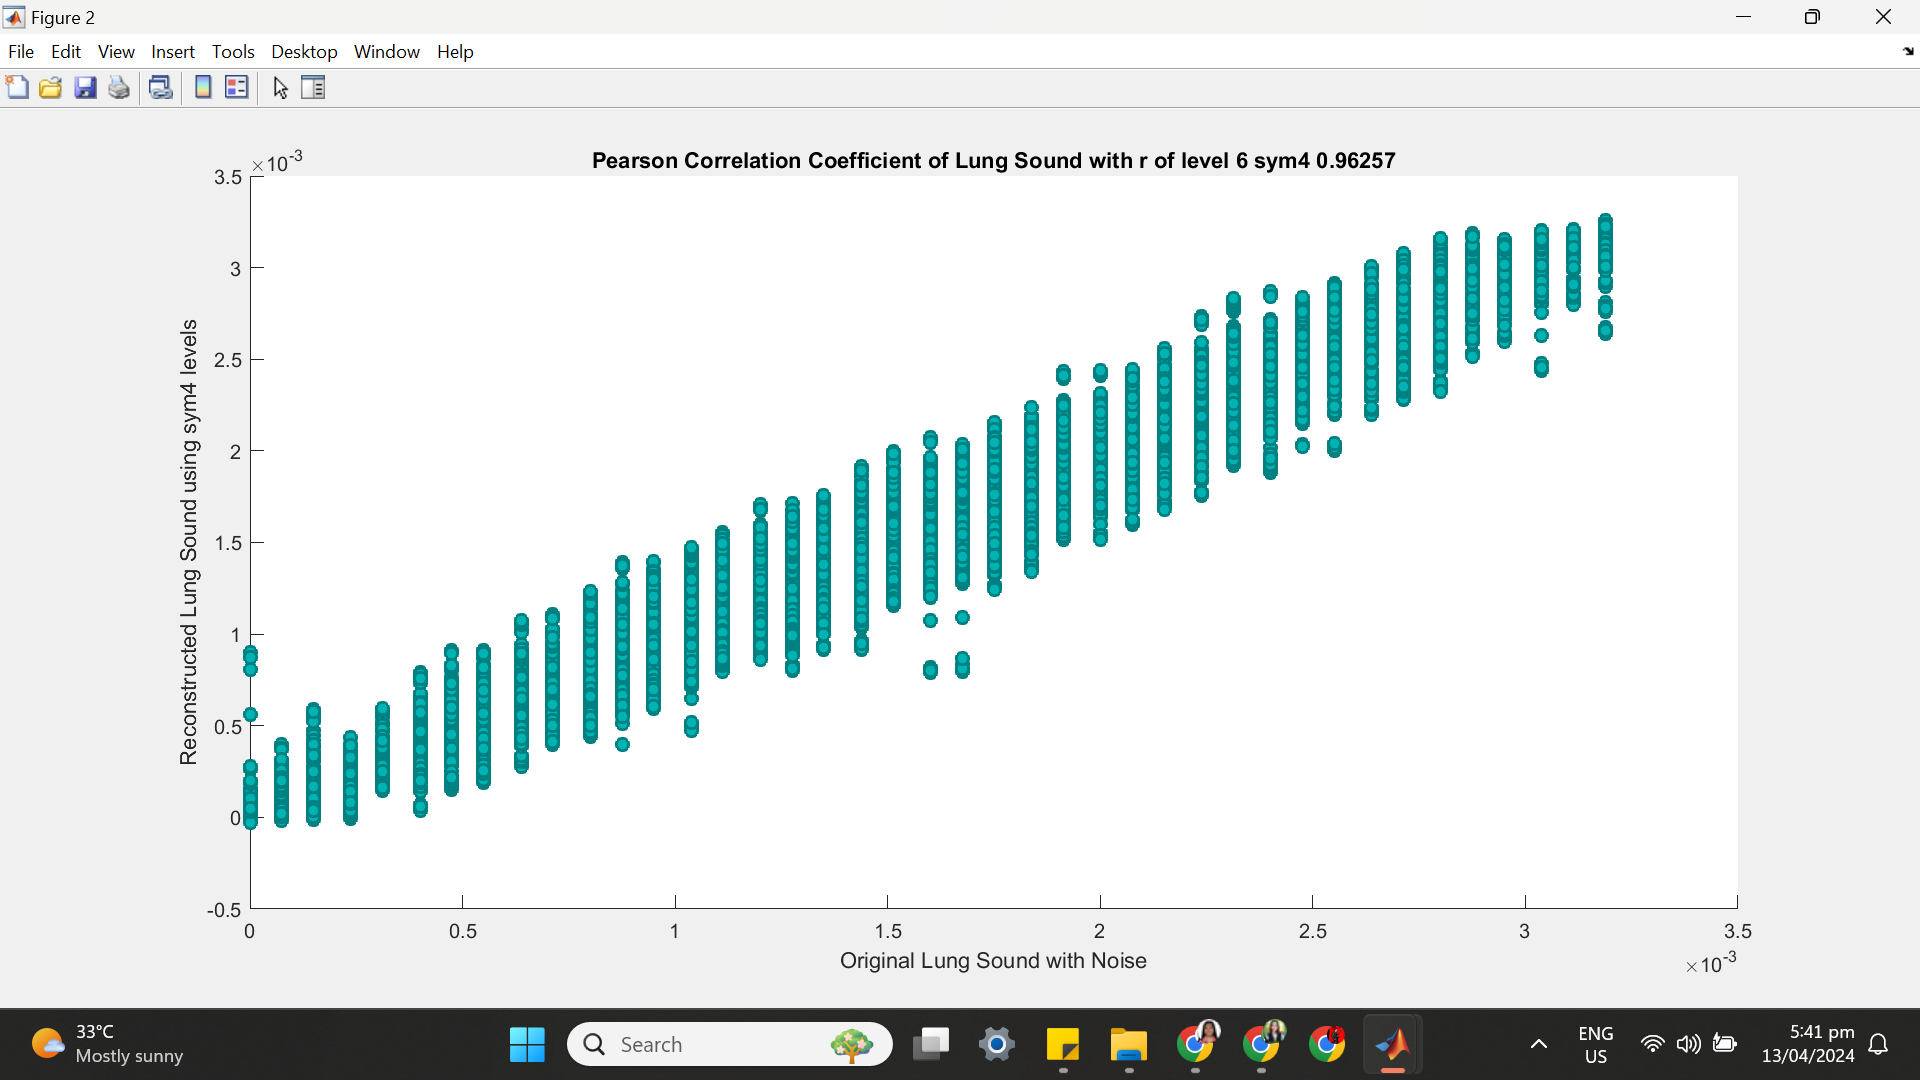 Figure 2
File Edit View Insert Tools Desktop Window Help
×10-3
Pearson Correlation Coefficient of Lung Sound with r of level 6 sym4 0.96257
3.5
3
2.5
2
1.5
1
0.5
0
-0.5
Reconstructed Lung Sound using sym4 levels
0 0.5 1 1.5 2 2.5 3 3.5
Original Lung Sound with Noise
×10-3
33°C
Mostly sunny
Search
ENG
US
5:41 pm
13/04/2024